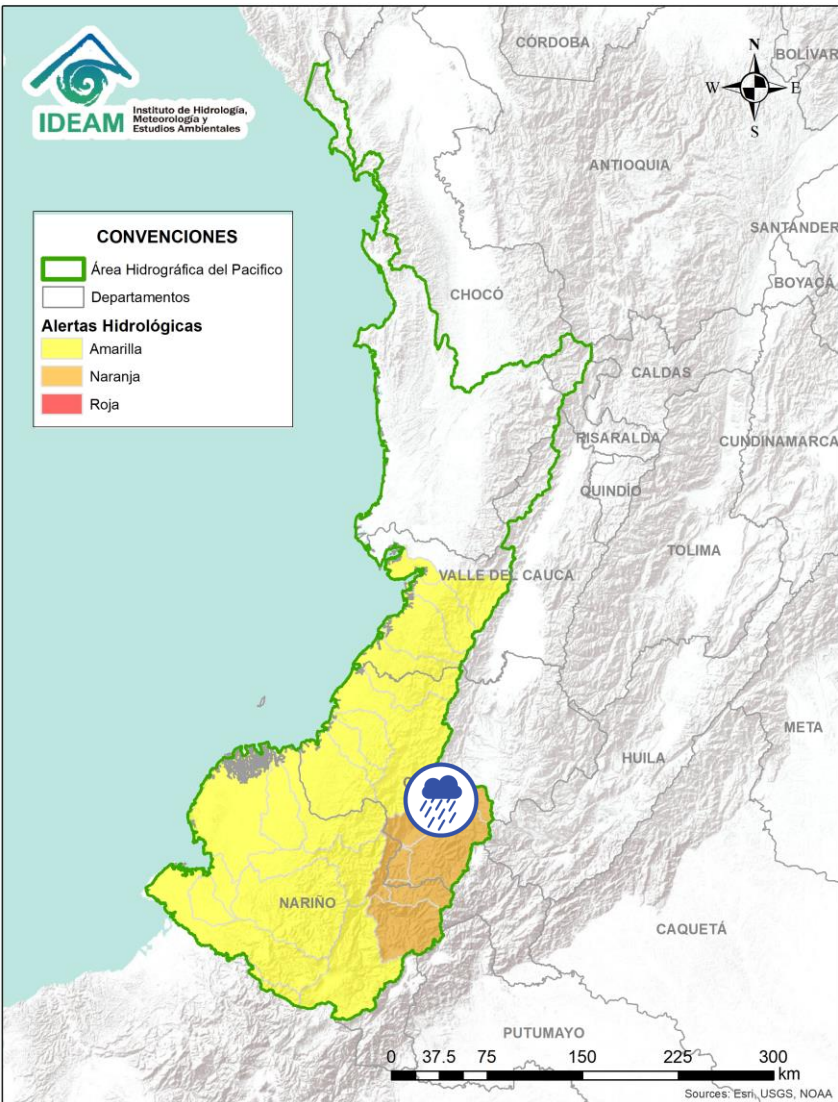 IDEAM
Instituto de Hidrología,
Meteorología y
Estudios Ambientales
CÓRDOBA
BOLÍVAR
N
W
E
S
ANTIOQUIA
SANTANDER
BOYACÁ
CONVENCIONES
Área Hidrográfica del Pacifico
Departamentos
Alertas Hidrológicas
Amarilla
Naranja
Roja
CHOCÓ
CALDAS
RISARALDA
CUNDINAMARCA
QUINDÍO
TOLIMA
VALLE DEL CAUCA
META
HUILA
NARIÑO
CAQUETÁ
PUTUMAYO
0 37.5 75 150 225 300
km
Sources: Esri, USGS, NOAA